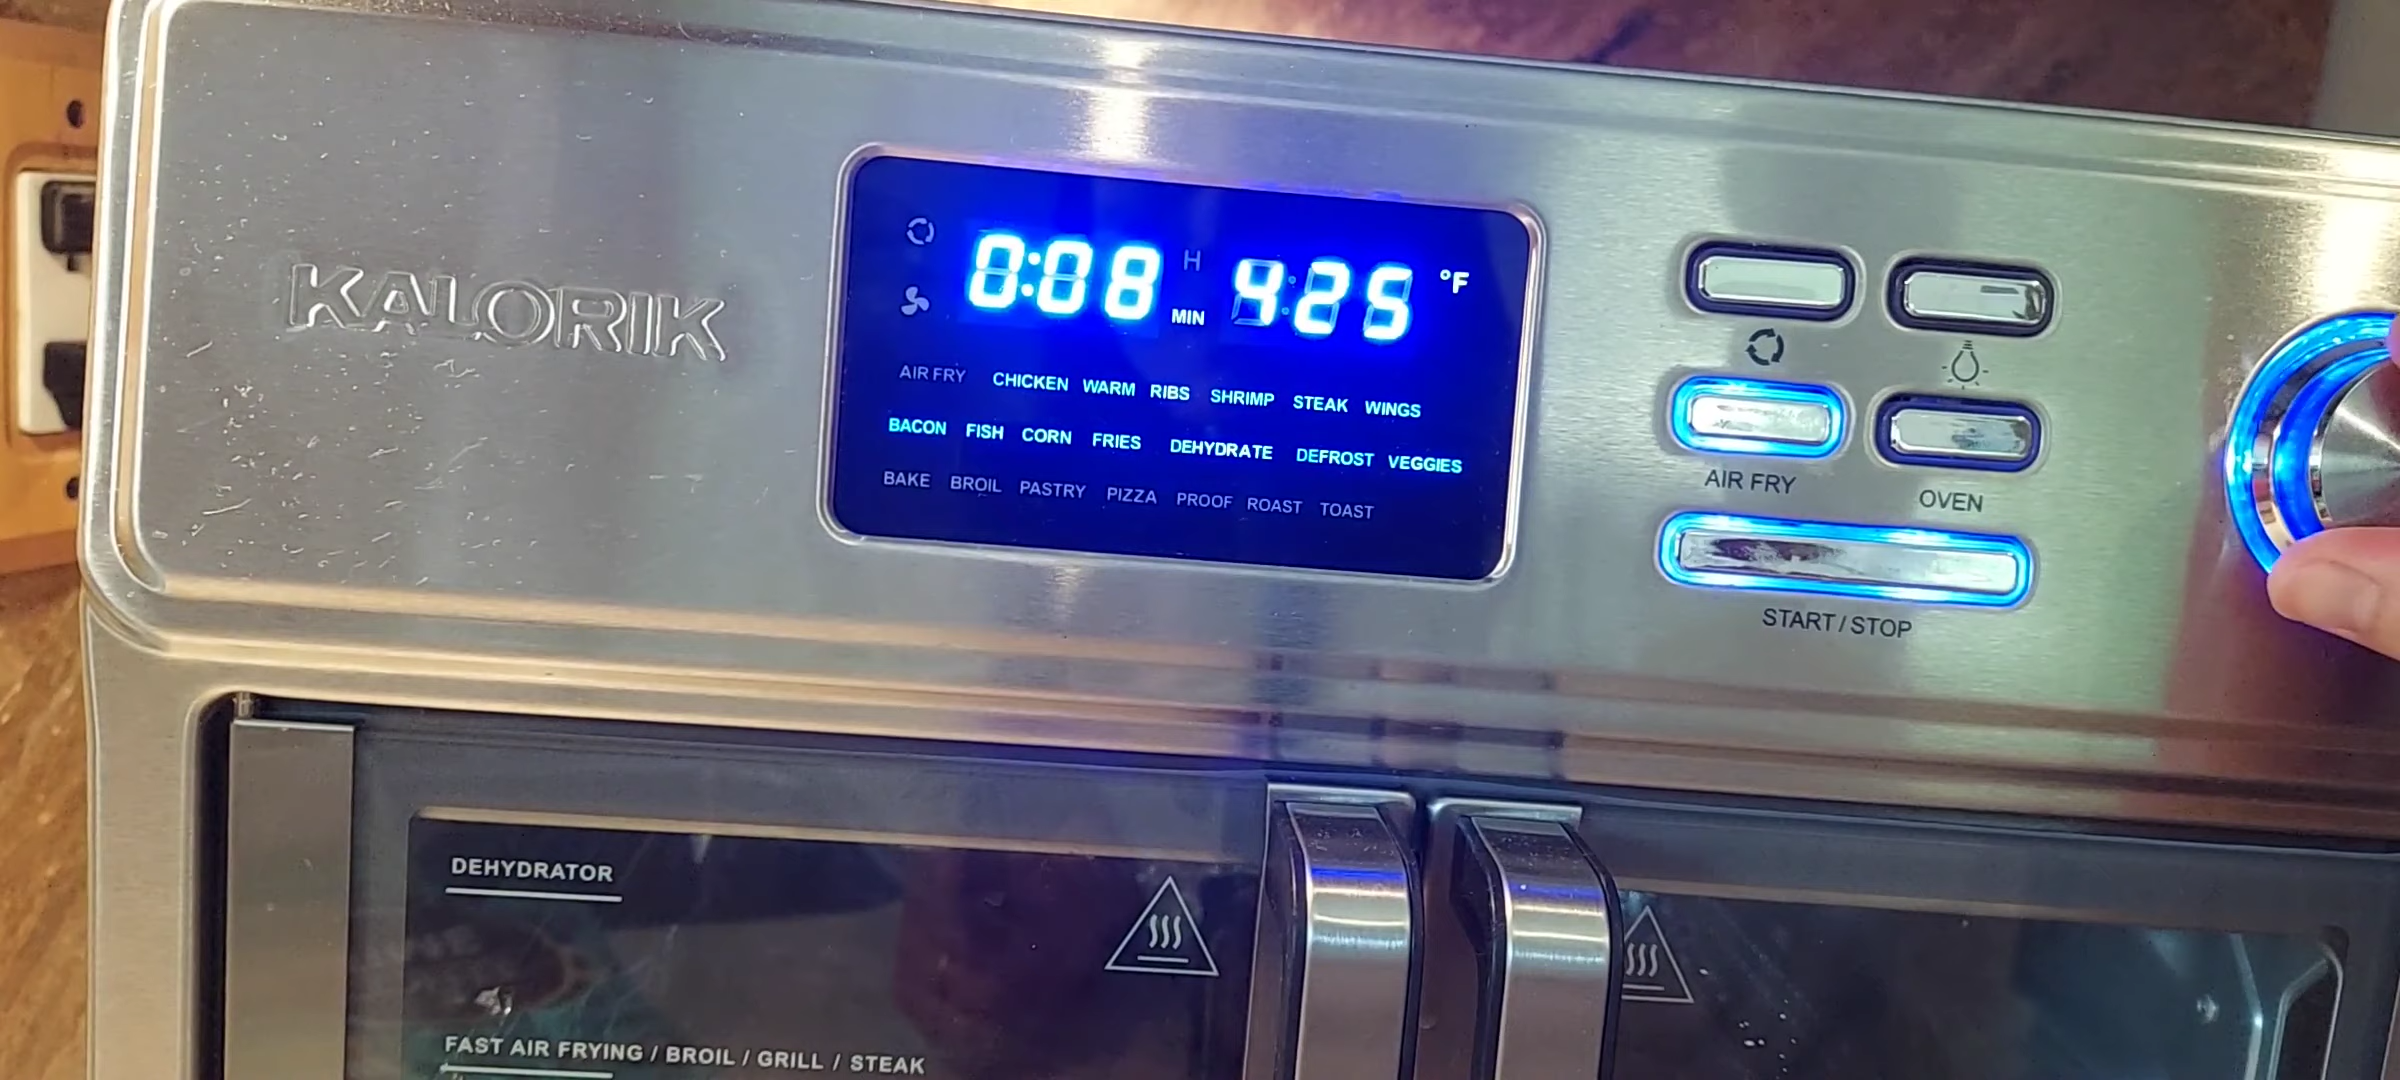 KALORIK
0:08 H MIN 425 °F
AIR FRY CHICKEN WARM RIBS SHRIMP STEAK WINGS
BACON FISH CORN FRIES DEHYDRATE DEFROST VEGGIES
BAKE BROIL PASTRY PIZZA PROOF ROAST TOAST
AIR FRY
OVEN
START / STOP
DEHYDRATOR
FAST AIR FRYING / BROIL / GRILL / STEAK